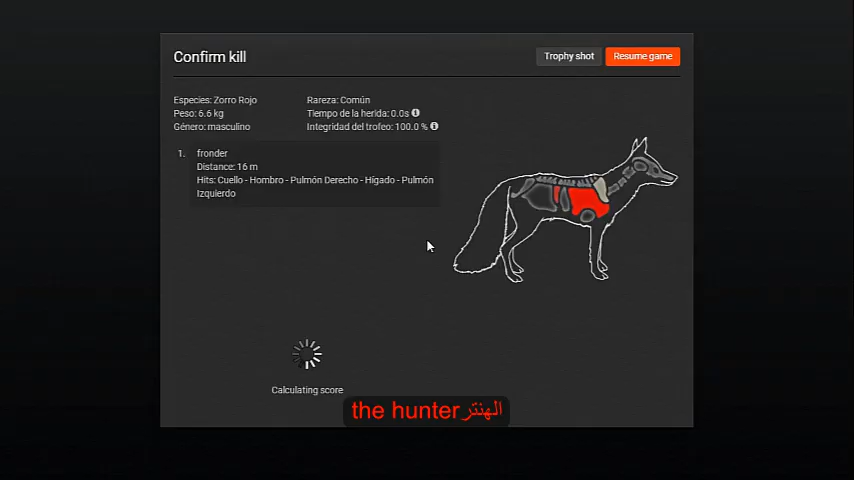 Confirm kill
Trophy shot
Resume game
Especies: Zorro Rojo
Rareza: Común
Peso: 6.6 kg
Tiempo de la herida: 0.0s
Género: masculino
Integridad del trofeo: 100.0 %
1. fronder
Distance: 16 m
Hits: Cuello - Hombro - Pulmón Derecho - Hígado - Pulmón
Izquierdo
Calculating score
the hunter الهنتر